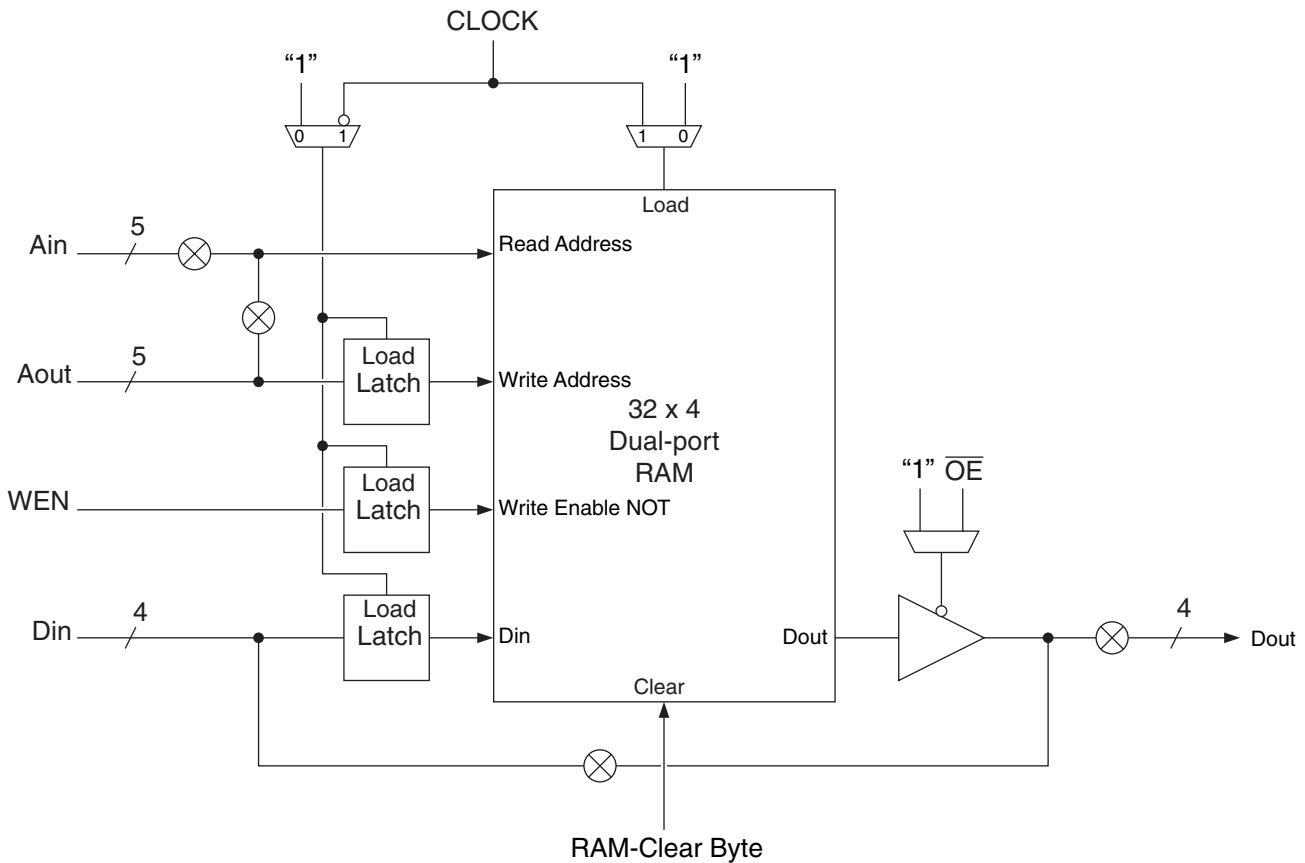 CLOCK
“1”
“1”
0 1
1 0
Load
5
Ain
Read Address
5
Aout
Load
Latch
Write Address
32 x 4
Dual-port
RAM
“1” O̅E̅
WEN
Load
Latch
Write Enable NOT
4
Din
Load
Latch
Din
Dout
4
Dout
Clear
RAM-Clear Byte